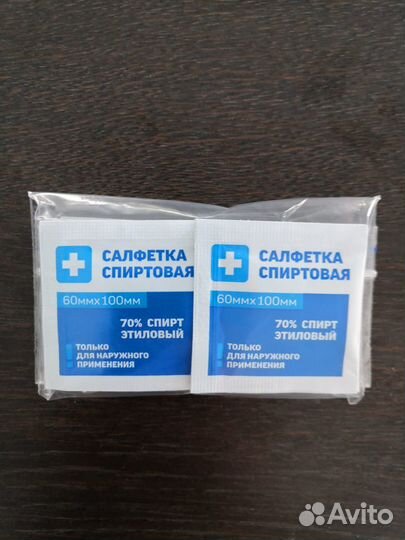 САЛФЕТКА
СПИРТОВАЯ
60ммх100мм
70% СПИРТ
ЭТИЛОВЫЙ
! ТОЛЬКО
ДЛЯ НАРУЖНОГО
ПРИМЕНЕНИЯ
САЛФЕТКА
СПИРТОВАЯ
60ммх100мм
70% СПИРТ
ЭТИЛОВЫЙ
! ТОЛЬКО
ДЛЯ НАРУЖНОГО
ПРИМЕНЕНИЯ
Avito